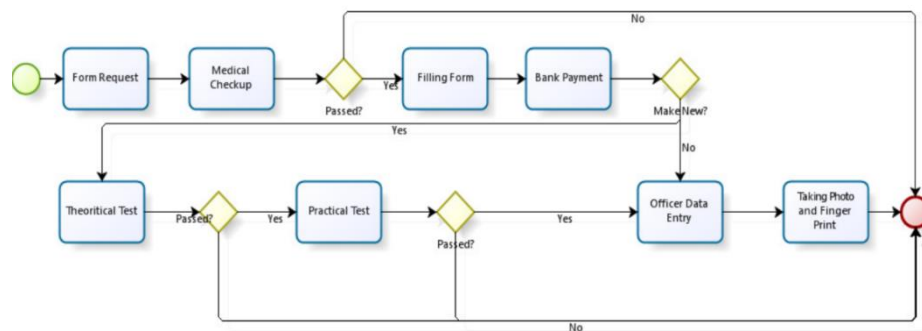 No
Form Request
Medical
Checkup
Passed?
Yes
Filling Form
Bank Payment
Make New?
Yes
No
Theoritical Test
Passed?
Yes
Practical Test
Passed?
Yes
Officer Data
Entry
Taking Photo
and Finger
Print
No